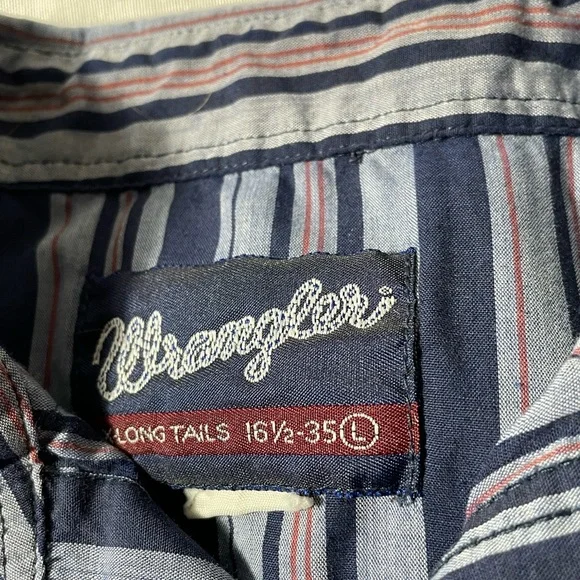 Wrangler
X-LONG TAILS 16½-35 L